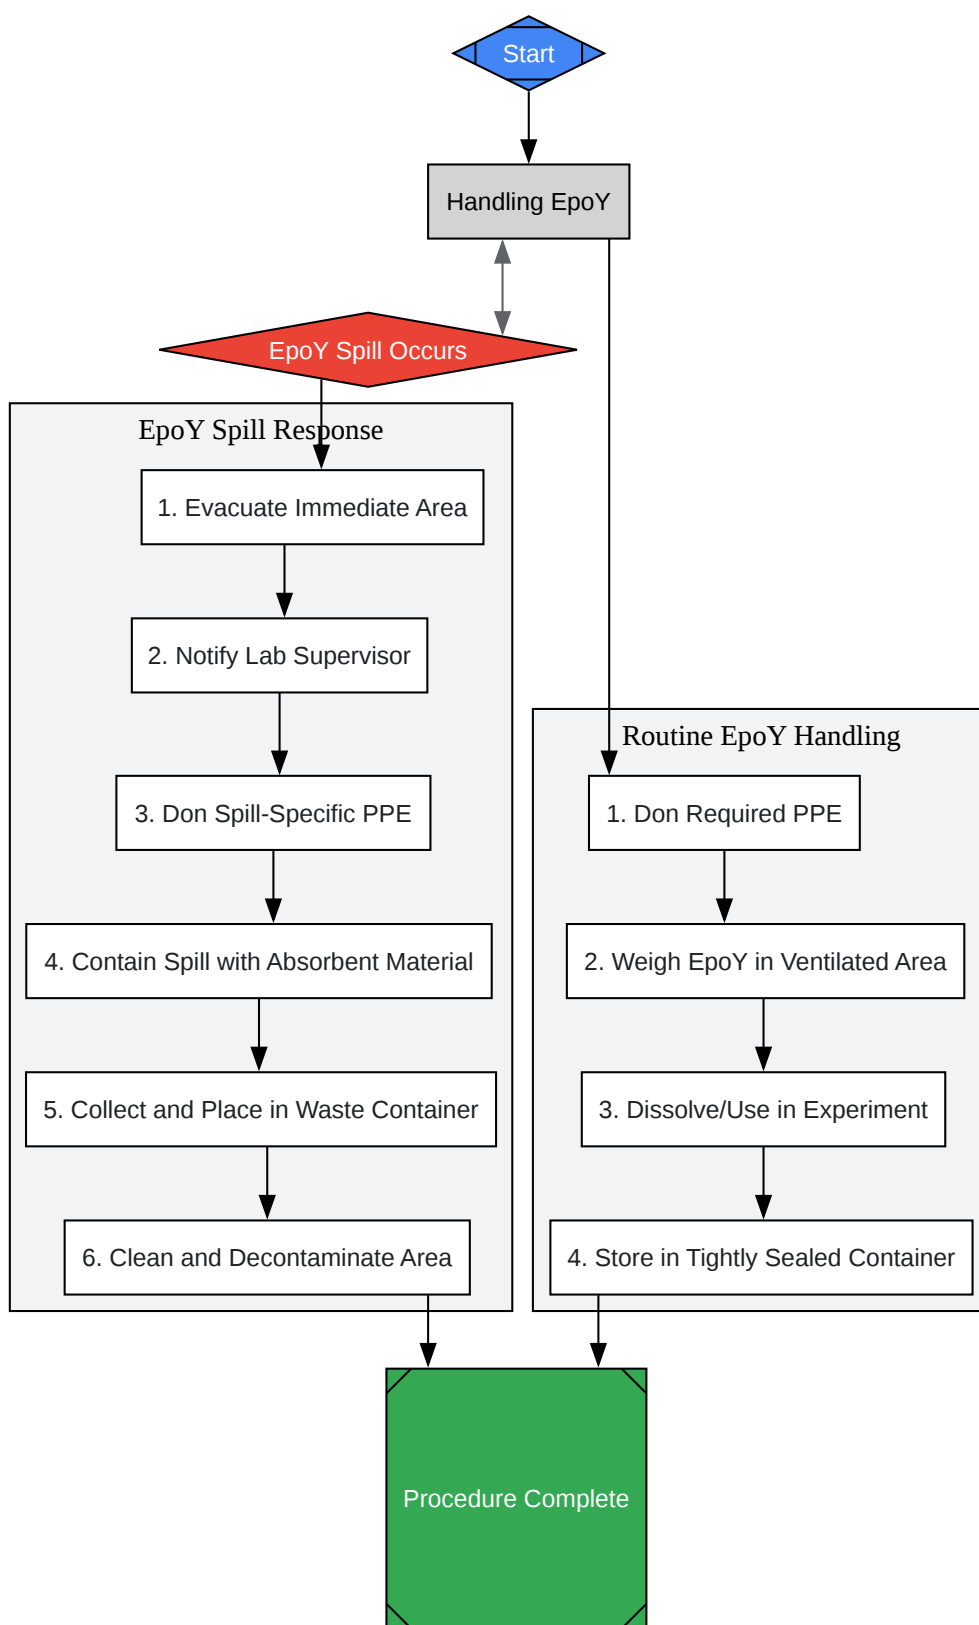 Start
Handling EpoY
EpoY Spill Occurs
EpoY Spill Response
1. Evacuate Immediate Area
2. Notify Lab Supervisor
3. Don Spill-Specific PPE
4. Contain Spill with Absorbent Material
5. Collect and Place in Waste Container
6. Clean and Decontaminate Area
Routine EpoY Handling
1. Don Required PPE
2. Weigh EpoY in Ventilated Area
3. Dissolve/Use in Experiment
4. Store in Tightly Sealed Container
Procedure Complete